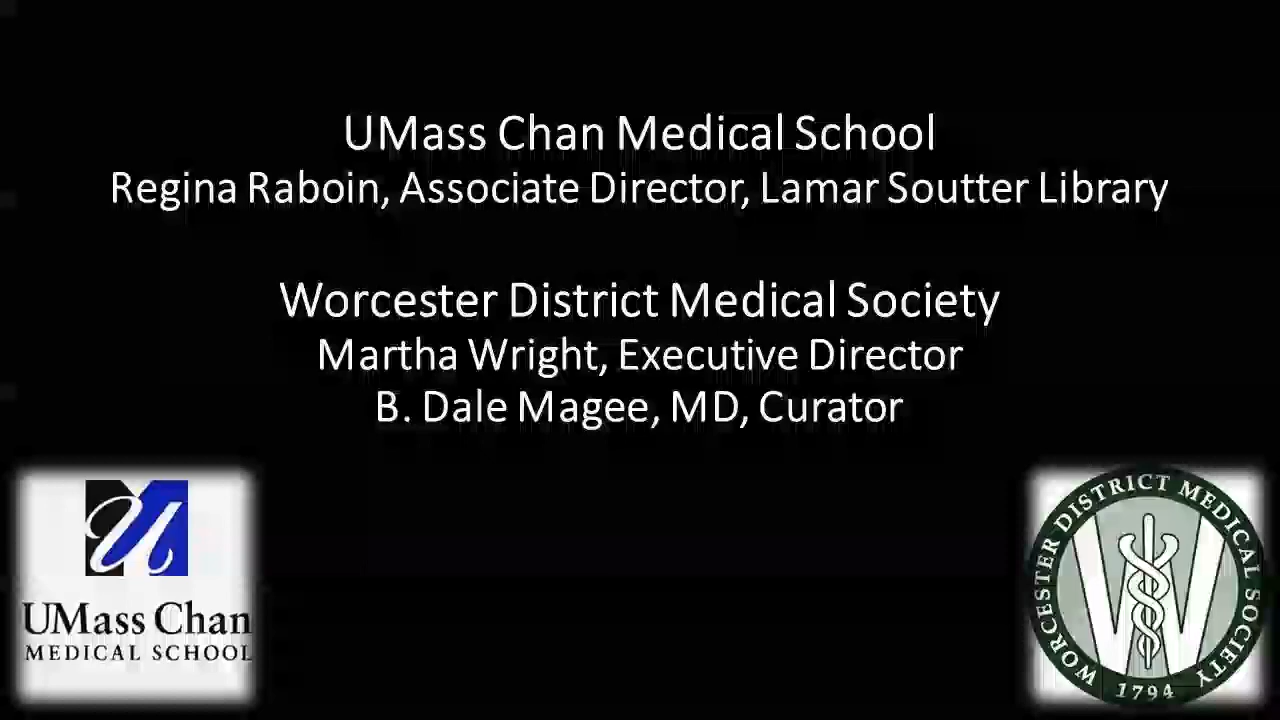 UMass Chan Medical School
Regina Raboin, Associate Director, Lamar Soutter Library
Worcester District Medical Society
Martha Wright, Executive Director
B. Dale Magee, MD, Curator
U
UMass Chan
MEDICAL SCHOOL
WORCESTER DISTRICT MEDICAL SOCIETY
W
1794